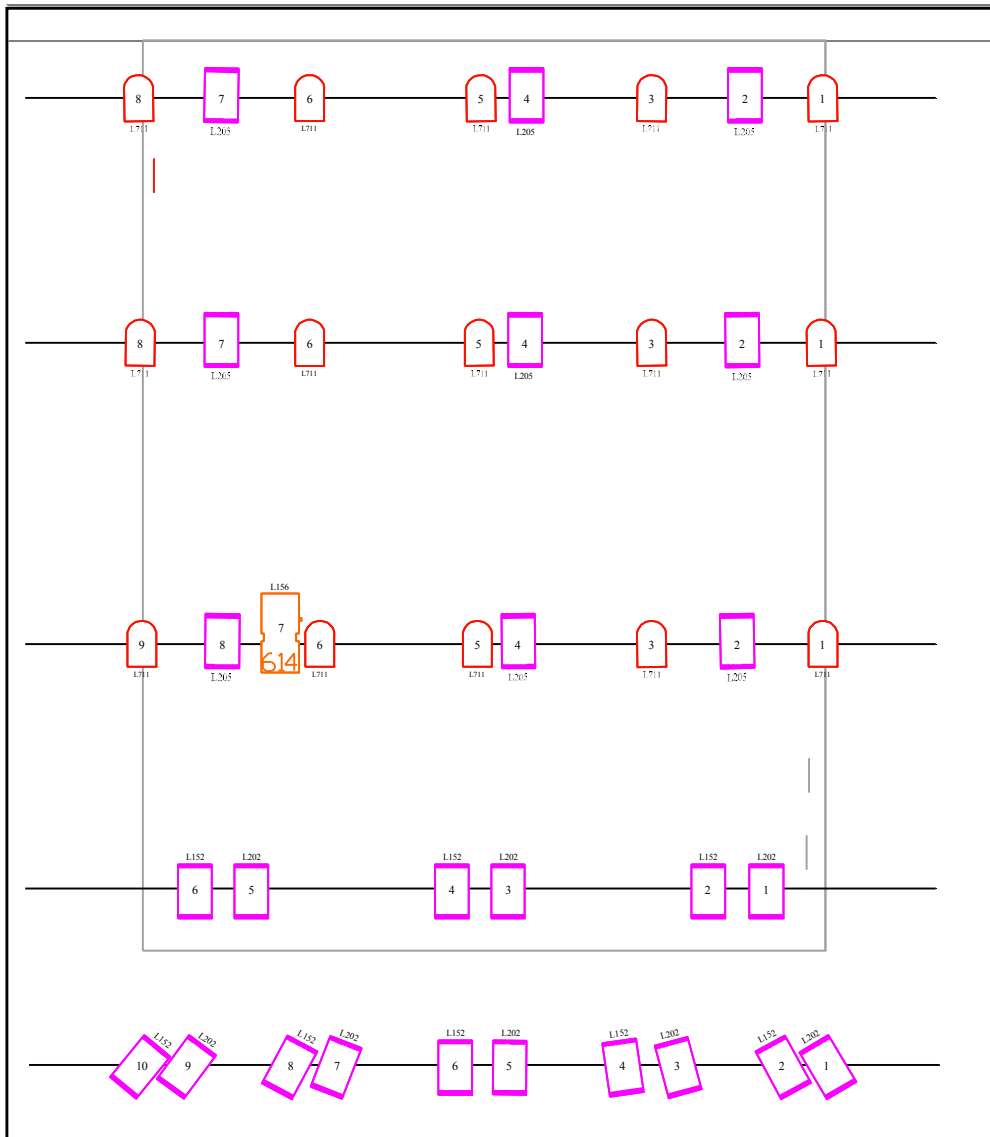 8 7 6 5 4 3 2 1
L711 L205 L711 L711 L205 L711 L205 L711
8 7 6 5 4 3 2 1
L711 L205 L711 L711 L205 L711 L205 L711
L156
9 8 7 6 5 4 3 2 1
614
L711 L205 L711 L711 L205 L711 L205 L711
L152 L202 L152 L202 L152 L202
6 5 4 3 2 1
L152 L202 L152 L202 L152 L202 L152 L202 L152 L202
10 9 8 7 6 5 4 3 2 1